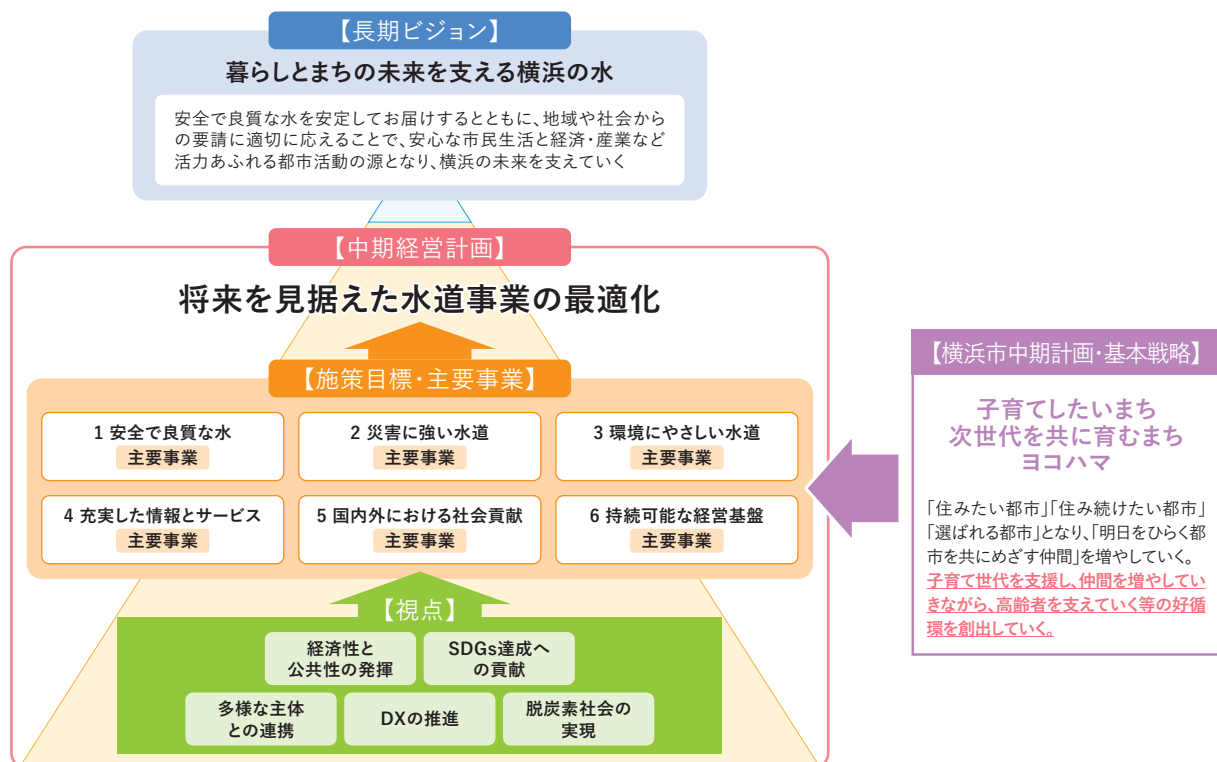 【長期ビジョン】
暮らしとまちの未来を支える横浜の水
安全で良質な水を安定してお届けするとともに、地域や社会から
の要請に適切に応えることで、安心な市民生活と経済・産業など
活力あふれる都市活動の源となり、横浜の未来を支えていく
【中期経営計画】
将来を見据えた水道事業の最適化
【施策目標・主要事業】
1 安全で良質な水
主要事業
2 災害に強い水道
主要事業
3 環境にやさしい水道
主要事業
4 充実した情報とサービス
主要事業
5 国内外における社会貢献
主要事業
6 持続可能な経営基盤
主要事業
【視点】
経済性と
公共性の発揮
SDGs達成へ
の貢献
多様な主体
との連携
DXの推進
脱炭素社会の
実現
【横浜市中期計画・基本戦略】
子育てしたいまち
次世代を共に育むまち
ヨコハマ
「住みたい都市」「住み続けたい都市」
「選ばれる都市」となり、「明日をひらく都
市を共にめざす仲間」を増やしていく。
子育て世代を支援し、仲間を増やしてい
きながら、高齢者を支えていく等の好循
環を創出していく。